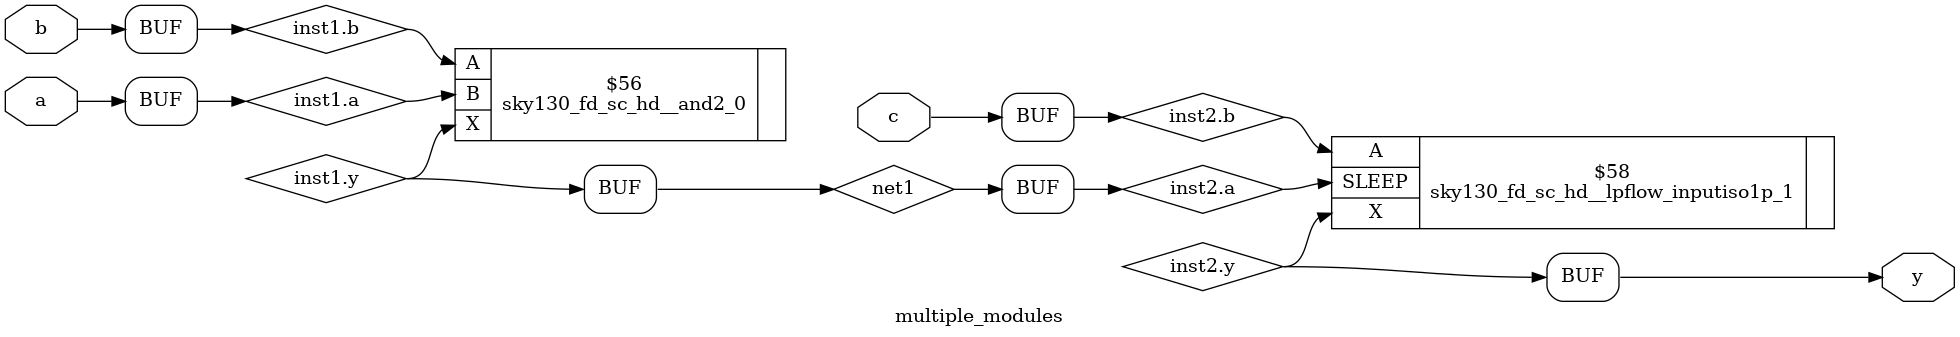 b
BUF
inst1.b
a
BUF
inst1.a
A
B
X
$56
sky130_fd_sc_hd__and2_0
inst1.y
BUF
net1
c
BUF
inst2.b
BUF
inst2.a
A
SLEEP
X
$58
sky130_fd_sc_hd__lpflow_inputiso1p_1
inst2.y
BUF
y
multiple_modules